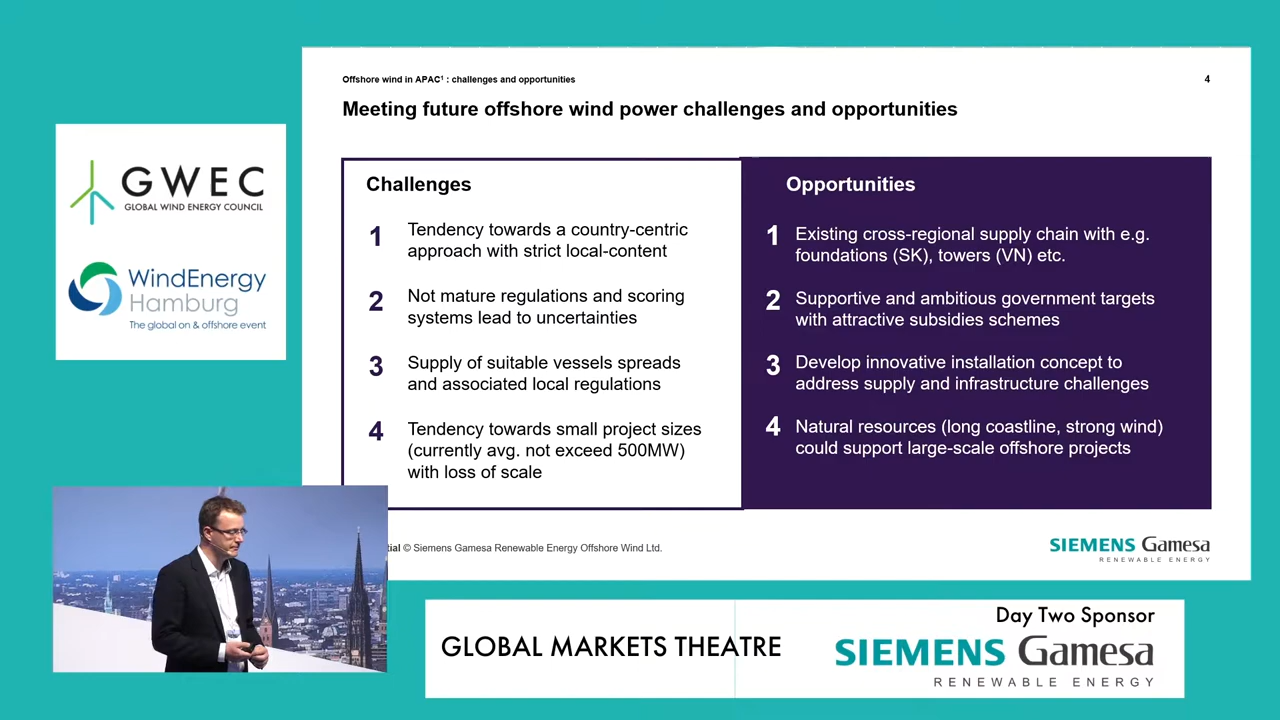 Offshore wind in APAC¹ : challenges and opportunities
4
Meeting future offshore wind power challenges and opportunities
GWEC
GLOBAL WIND ENERGY COUNCIL
WindEnergy
Hamburg
The global on & offshore event
Challenges
1 Tendency towards a country-centric
approach with strict local-content
2 Not mature regulations and scoring
systems lead to uncertainties
3 Supply of suitable vessels spreads
and associated local regulations
4 Tendency towards small project sizes
(currently avg. not exceed 500MW)
with loss of scale
Opportunities
1 Existing cross-regional supply chain with e.g.
foundations (SK), towers (VN) etc.
2 Supportive and ambitious government targets
with attractive subsidies schemes
3 Develop innovative installation concept to
address supply and infrastructure challenges
4 Natural resources (long coastline, strong wind)
could support large-scale offshore projects
© Siemens Gamesa Renewable Energy Offshore Wind Ltd.
SIEMENS Gamesa
RENEWABLE ENERGY
GLOBAL MARKETS THEATRE
Day Two Sponsor
SIEMENS Gamesa
RENEWABLE ENERGY